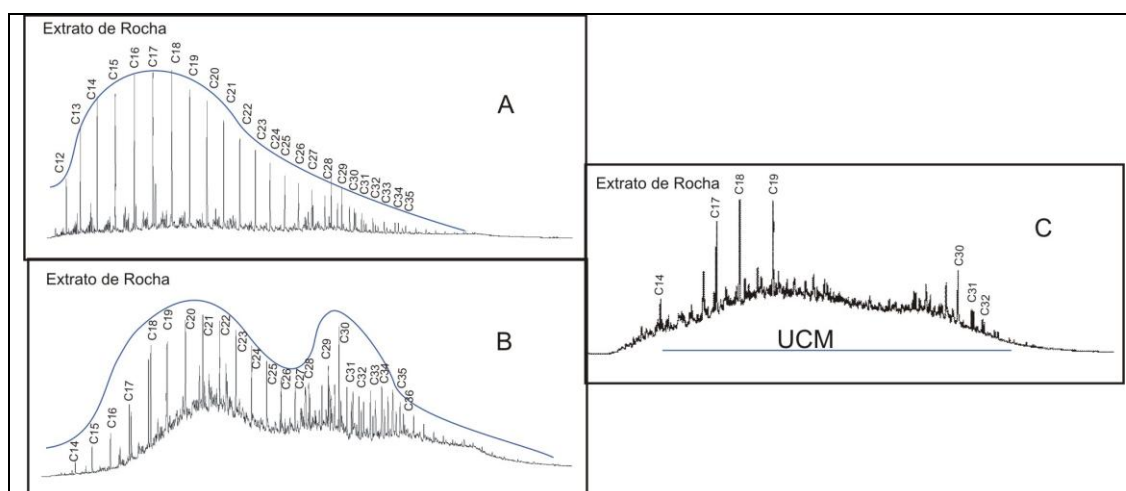 Extrato de Rocha
C12
C13
C14
C15
C16
C17
C18
C19
C20
C21
C22
C23
C24
C25
C26
C27
C28
C29
C30
C31
C32
C33
C34
C35
A
Extrato de Rocha
C14
C15
C16
C17
C18
C19
C20
C21
C22
C23
C24
C25
C26
C27
C28
C29
C30
C31
C32
C33
C34
C35
C36
B
Extrato de Rocha
C14
C17
C18
C19
C30
C31
C32
C
UCM